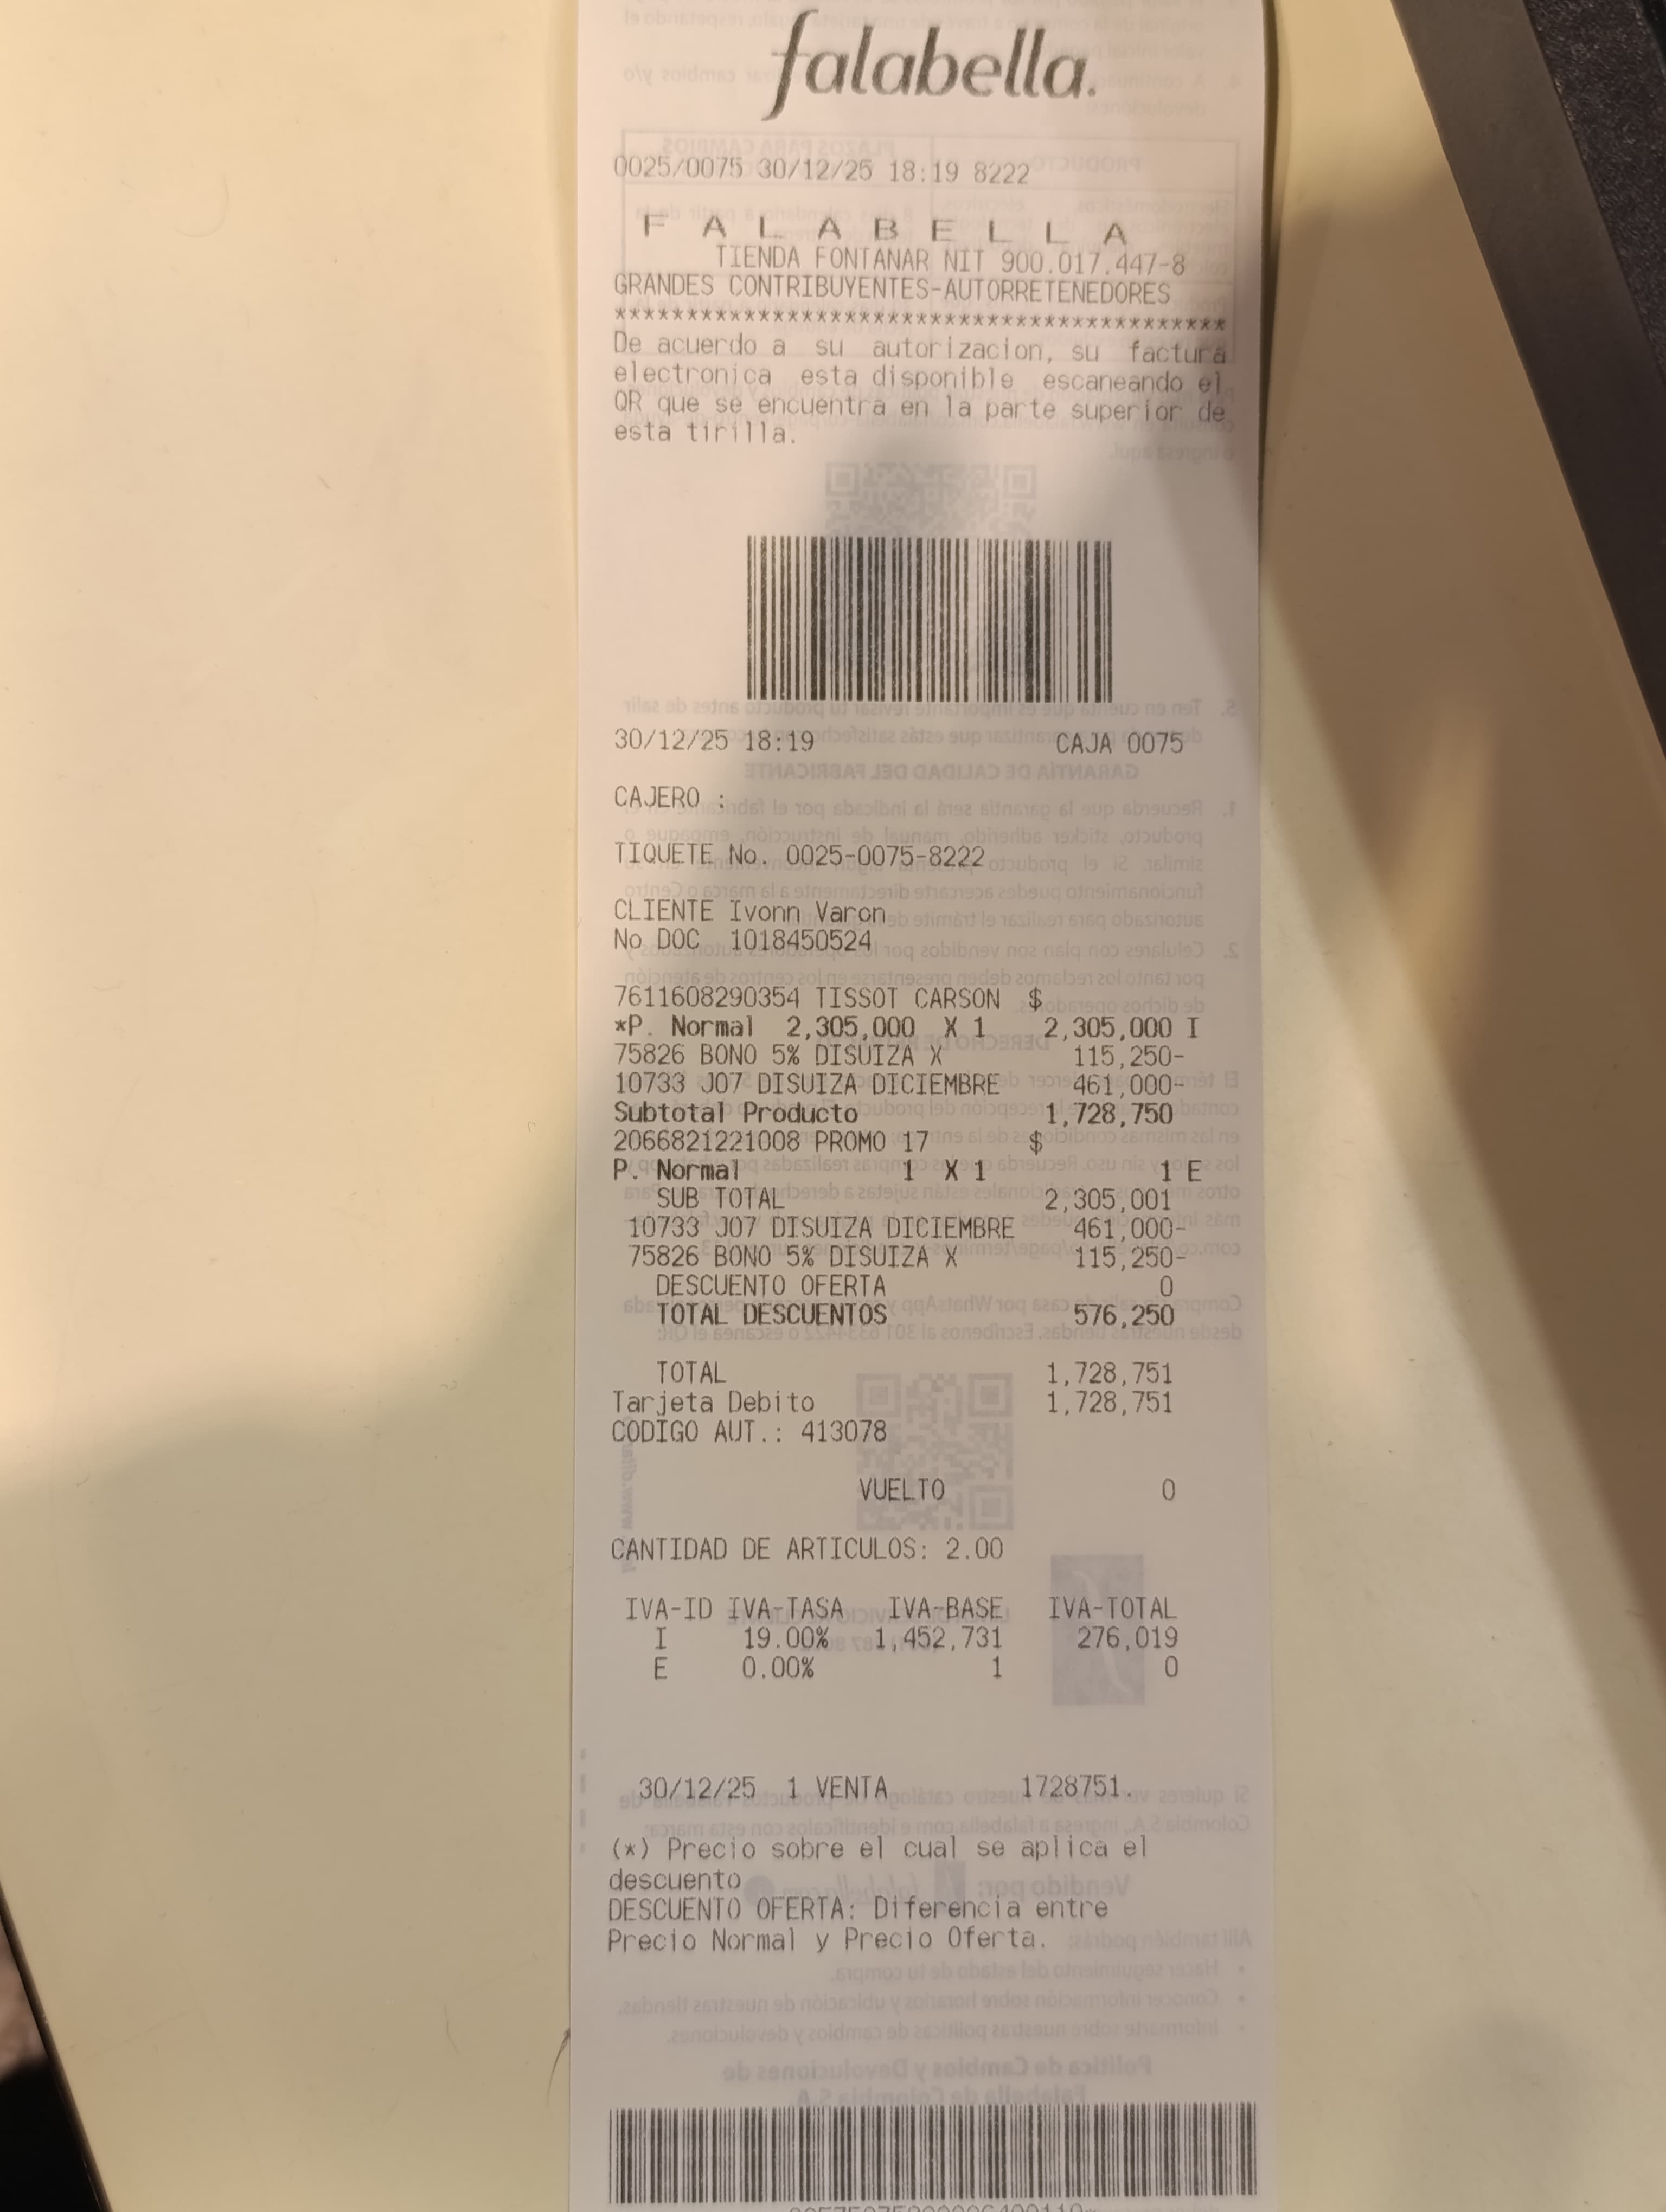 falabella.
0025/0075 30/12/25 18:19 8222
F A L A B E L L A
TIENDA FONTANAR NIT 900.017.447-8
GRANDES CONTRIBUYENTES-AUTORRETENEDORES
*******************************************
De acuerdo a su autorizacion, su factura
electronica esta disponible escaneando el
QR que se encuentra en la parte superior de
esta tirilla.
30/12/25 18:19 CAJA 0075
CAJERO :
TIQUETE No. 0025-0075-8222
CLIENTE Ivonn Varon
No DOC 1018450524
7611608290354 TISSOT CARSON $
*P. Normal 2,305,000 X 1 2,305,000 I
75826 BONO 5% DISUIZA X 115,250-
10733 J07 DISUIZA DICIEMBRE 461,000-
Subtotal Producto 1,728,750
2066821221008 PROMO 17 $
P. Normal 1 X 1 1 E
SUB TOTAL 2,305,001
10733 J07 DISUIZA DICIEMBRE 461,000-
75826 BONO 5% DISUIZA X 115,250-
DESCUENTO OFERTA 0
TOTAL DESCUENTOS 576,250
TOTAL 1,728,751
Tarjeta Debito 1,728,751
CODIGO AUT.: 413078
VUELTO 0
CANTIDAD DE ARTICULOS: 2.00
IVA-ID IVA-TASA IVA-BASE IVA-TOTAL
I 19.00% 1,452,731 276,019
E 0.00% 1 0
30/12/25 1 VENTA 1728751.
(*) Precio sobre el cual se aplica el
descuento
DESCUENTO OFERTA: Diferencia entre
Precio Normal y Precio Oferta.